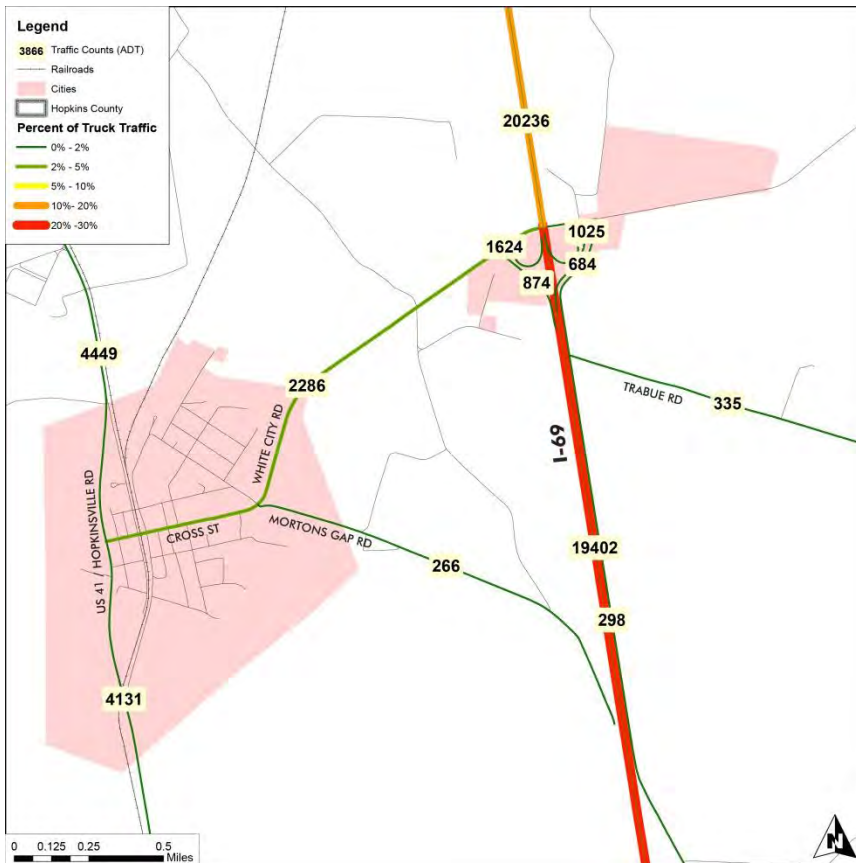 Legend
3866 Traffic Counts (ADT)
Railroads
Cities
Hopkins County
Percent of Truck Traffic
0% - 2%
2% - 5%
5% - 10%
10%- 20%
20% -30%
20236
1025
1624
684
874
4449
2286
TRABUE RD
335
WHITE CITY RD
I-69
US 41 / HOPKINSVILLE RD
CROSS ST
MORTONS GAP RD
19402
266
298
4131
N
0 0.125 0.25 0.5
Miles